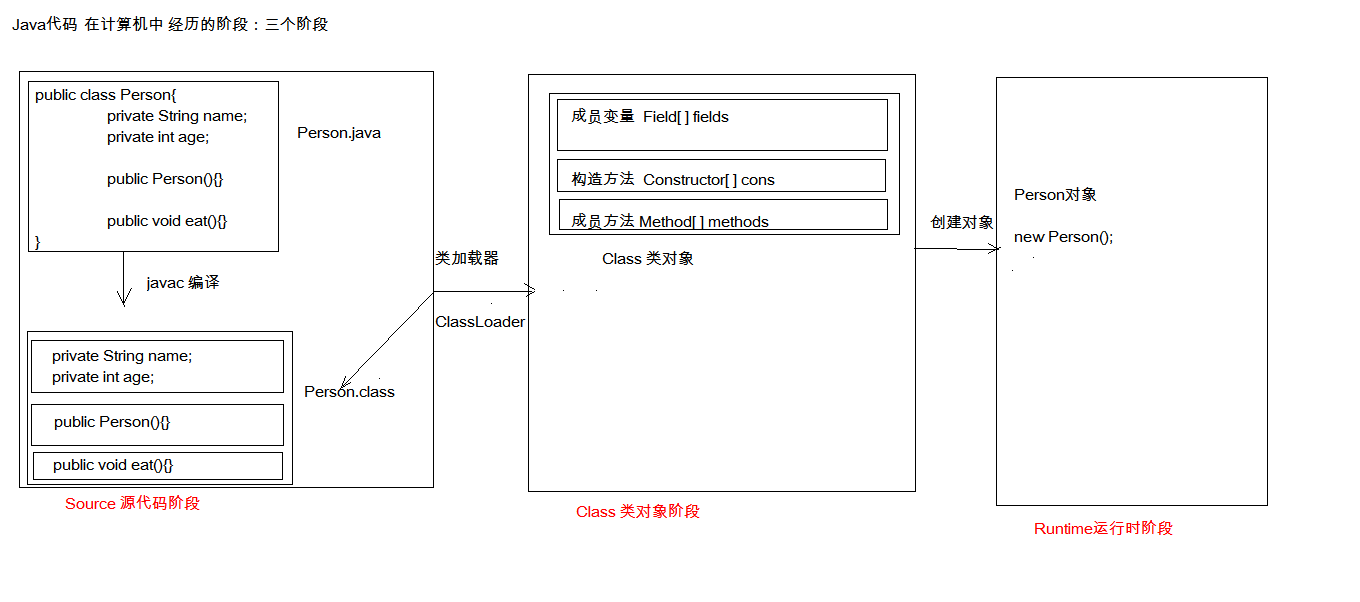 Java代码 在计算机中 经历的阶段：三个阶段
public class Person{
private String name;
private int age;
public Person(){}
public void eat(){}
}
Person.java
javac 编译
private String name;
private int age;
public Person(){}
public void eat(){}
Person.class
Source 源代码阶段
类加载器
ClassLoader
成员变量 Field[ ] fields
构造方法 Constructor[ ] cons
成员方法 Method[ ] methods
Class 类对象
Class 类对象阶段
创建对象
Person对象
new Person();
Runtime运行时阶段